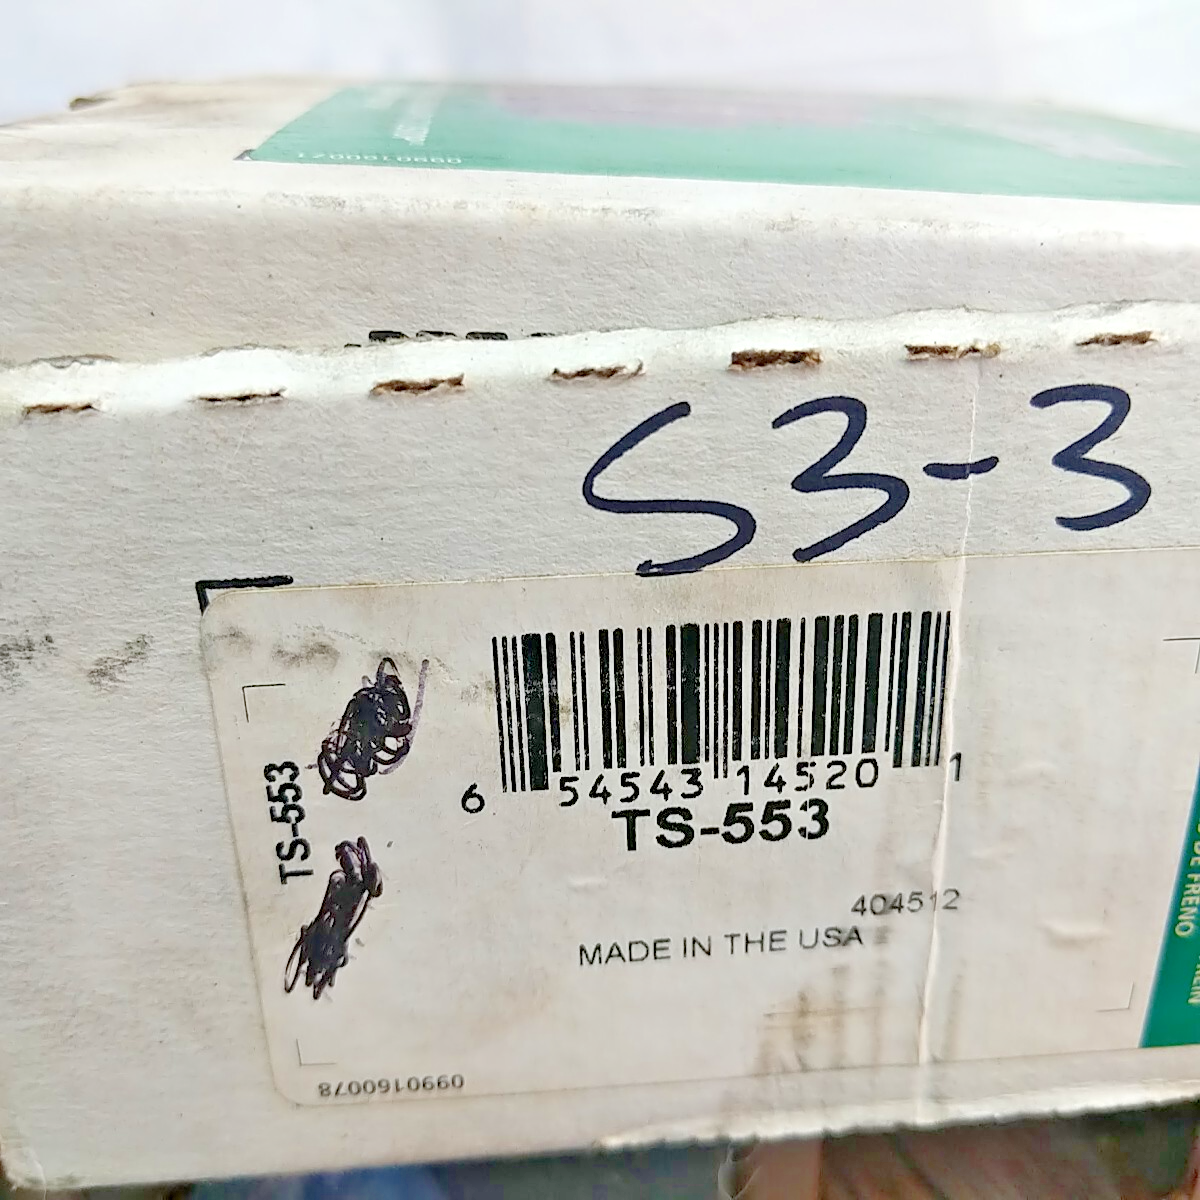 S3-3
TS-553
6 54543 14520 1
TS-553
404512
MADE IN THE USA
0990160078
DE FRENO